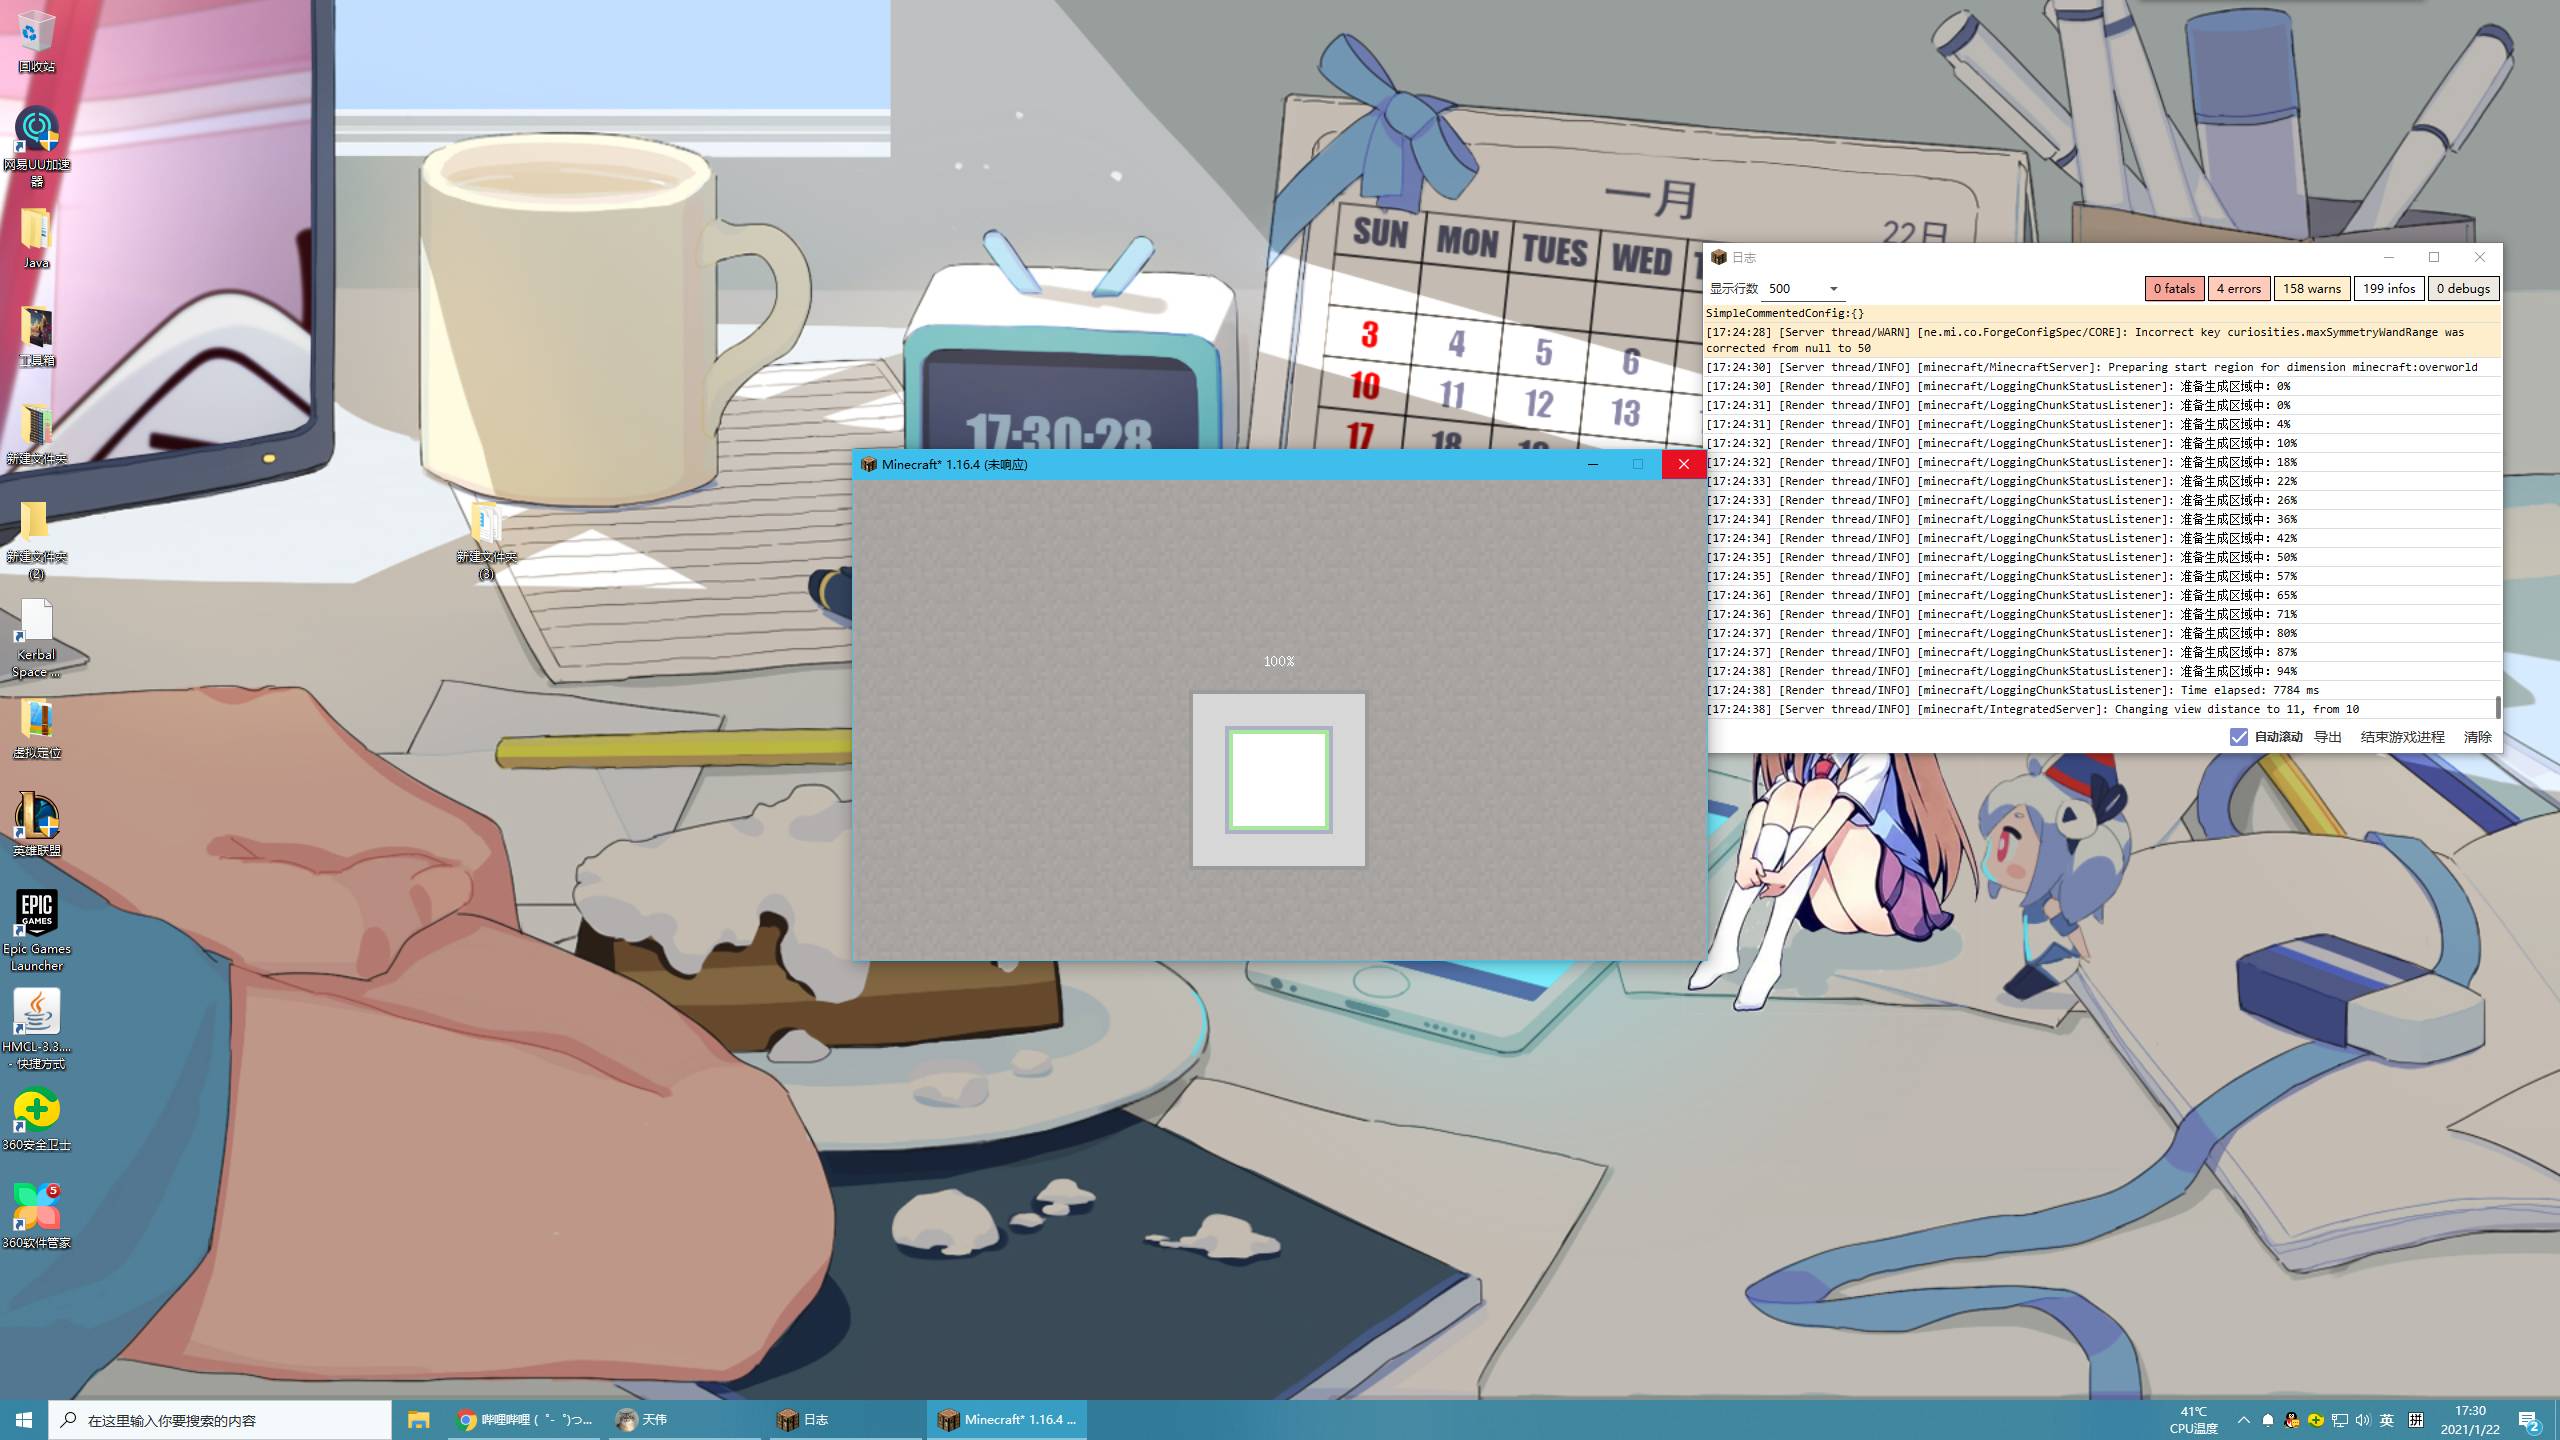 回收站
网易UU加速
器
Java
工具箱
新建文件夹
新建文件夹
(2)
Kerbal
Space ...
虚拟定位
英雄联盟
EPIC
GAMES
Epic Games
Launcher
HMCL-3.3....
- 快捷方式
360安全卫士
5
360软件管家
新建文件夹
(3)
17:30:28
一月
22日
SUN MON TUES WED
3 4 5 6
10 11 12 13
17 18
Minecraft* 1.16.4 (未响应)
100%
日志
显示行数 500
0 fatals 4 errors 158 warns 199 infos 0 debugs
SimpleCommentedConfig:{}
[17:24:28] [Server thread/WARN] [ne.mi.co.ForgeConfigSpec/CORE]: Incorrect key curiosities.maxSymmetryWandRange was
corrected from null to 50
[17:24:30] [Server thread/INFO] [minecraft/MinecraftServer]: Preparing start region for dimension minecraft:overworld
[17:24:30] [Render thread/INFO] [minecraft/LoggingChunkStatusListener]: 准备生成区域中: 0%
[17:24:31] [Render thread/INFO] [minecraft/LoggingChunkStatusListener]: 准备生成区域中: 0%
[17:24:31] [Render thread/INFO] [minecraft/LoggingChunkStatusListener]: 准备生成区域中: 4%
[17:24:32] [Render thread/INFO] [minecraft/LoggingChunkStatusListener]: 准备生成区域中: 10%
[17:24:32] [Render thread/INFO] [minecraft/LoggingChunkStatusListener]: 准备生成区域中: 18%
[17:24:33] [Render thread/INFO] [minecraft/LoggingChunkStatusListener]: 准备生成区域中: 22%
[17:24:33] [Render thread/INFO] [minecraft/LoggingChunkStatusListener]: 准备生成区域中: 26%
[17:24:34] [Render thread/INFO] [minecraft/LoggingChunkStatusListener]: 准备生成区域中: 36%
[17:24:34] [Render thread/INFO] [minecraft/LoggingChunkStatusListener]: 准备生成区域中: 42%
[17:24:35] [Render thread/INFO] [minecraft/LoggingChunkStatusListener]: 准备生成区域中: 50%
[17:24:35] [Render thread/INFO] [minecraft/LoggingChunkStatusListener]: 准备生成区域中: 57%
[17:24:36] [Render thread/INFO] [minecraft/LoggingChunkStatusListener]: 准备生成区域中: 65%
[17:24:36] [Render thread/INFO] [minecraft/LoggingChunkStatusListener]: 准备生成区域中: 71%
[17:24:37] [Render thread/INFO] [minecraft/LoggingChunkStatusListener]: 准备生成区域中: 80%
[17:24:37] [Render thread/INFO] [minecraft/LoggingChunkStatusListener]: 准备生成区域中: 87%
[17:24:38] [Render thread/INFO] [minecraft/LoggingChunkStatusListener]: 准备生成区域中: 94%
[17:24:38] [Render thread/INFO] [minecraft/LoggingChunkStatusListener]: Time elapsed: 7784 ms
[17:24:38] [Server thread/INFO] [minecraft/IntegratedServer]: Changing view distance to 11, from 10
自动滚动 导出 结束游戏进程 清除
在这里输入你要搜索的内容
哔哩哔哩 (゜-゜)つ...
天伟
日志
Minecraft* 1.16.4 ...
41℃
CPU温度
英
拼
17:30
2021/1/22
2